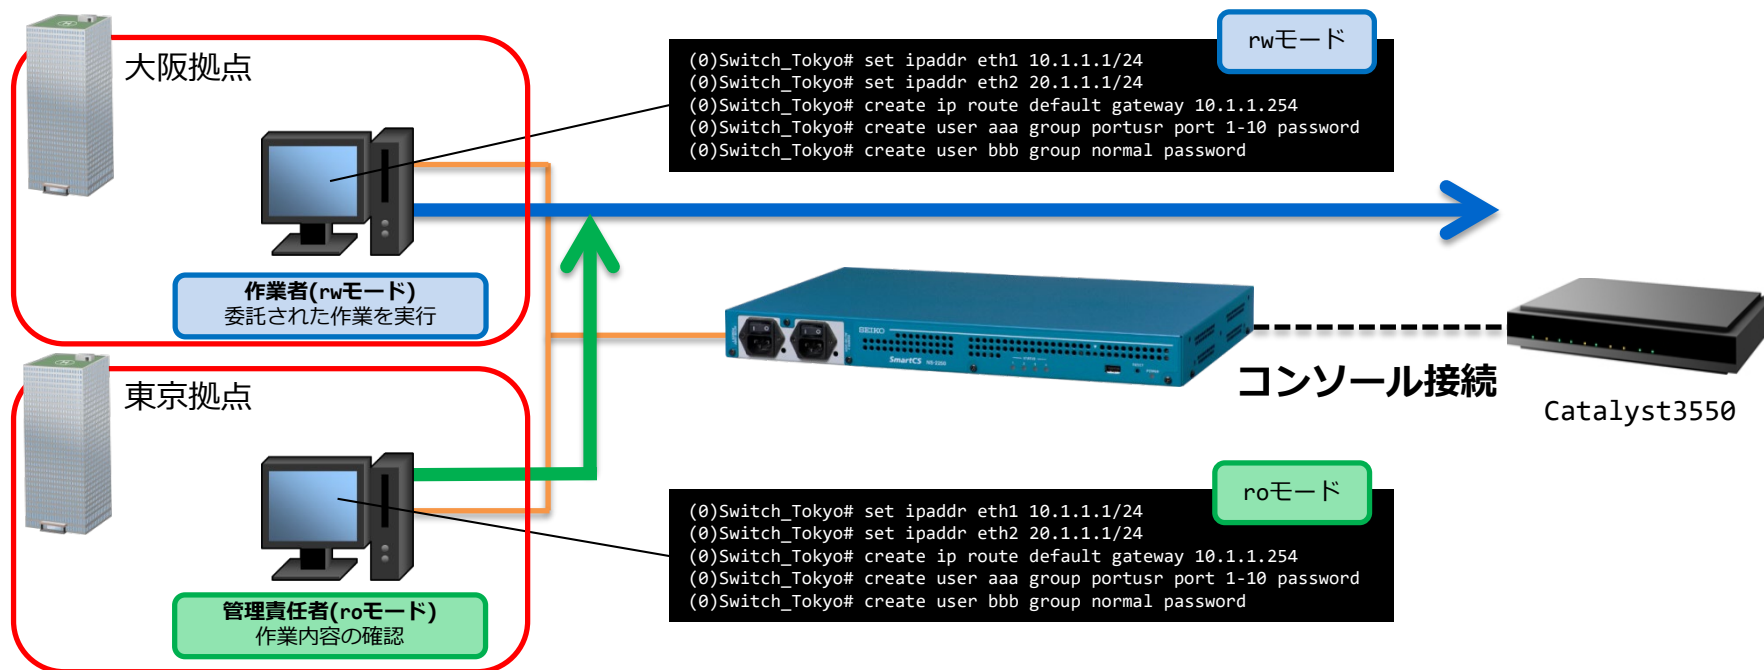 大阪拠点
rwモード
(0)Switch_Tokyo# set ipaddr eth1 10.1.1.1/24
(0)Switch_Tokyo# set ipaddr eth2 20.1.1.1/24
(0)Switch_Tokyo# create ip route default gateway 10.1.1.254
(0)Switch_Tokyo# create user aaa group portusr port 1-10 password
(0)Switch_Tokyo# create user bbb group normal password
作業者(rwモード)
委託された作業を実行
SEIKO
SmartCS
コンソール接続
Catalyst3550
東京拠点
roモード
(0)Switch_Tokyo# set ipaddr eth1 10.1.1.1/24
(0)Switch_Tokyo# set ipaddr eth2 20.1.1.1/24
(0)Switch_Tokyo# create ip route default gateway 10.1.1.254
(0)Switch_Tokyo# create user aaa group portusr port 1-10 password
(0)Switch_Tokyo# create user bbb group normal password
管理責任者(roモード)
作業内容の確認